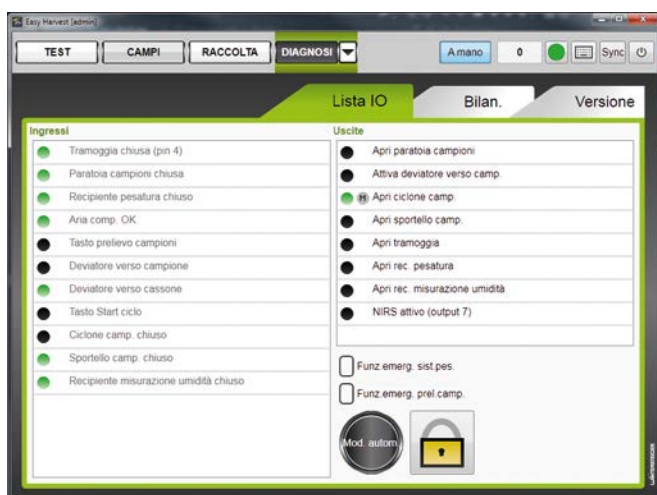 Easy Harvest [admin]
TEST CAMPI RACCOLTA DIAGNOSI A mano 0 Sync
Lista IO Bilan. Versione
Ingressi
Tramoggia chiusa (pin 4)
Paratoia campioni chiusa
Recipiente pesatura chiuso
Aria comp. OK
Tasto prelievo campioni
Deviatore verso campione
Deviatore verso cassone
Tasto Start ciclo
Ciclone camp. chiuso
Sportello camp. chiuso
Recipiente misurazione umidità chiuso
Uscite
Apri paratoia campioni
Attiva deviatore verso camp.
M Apri ciclone camp.
Apri sportello camp.
Apri tramoggia
Apri rec. pesatura
Apri rec. misurazione umidità
NIRS attivo (output 7)
Funz.emerg. sist.pes.
Funz.emerg. prel.camp.
Mod. autom.